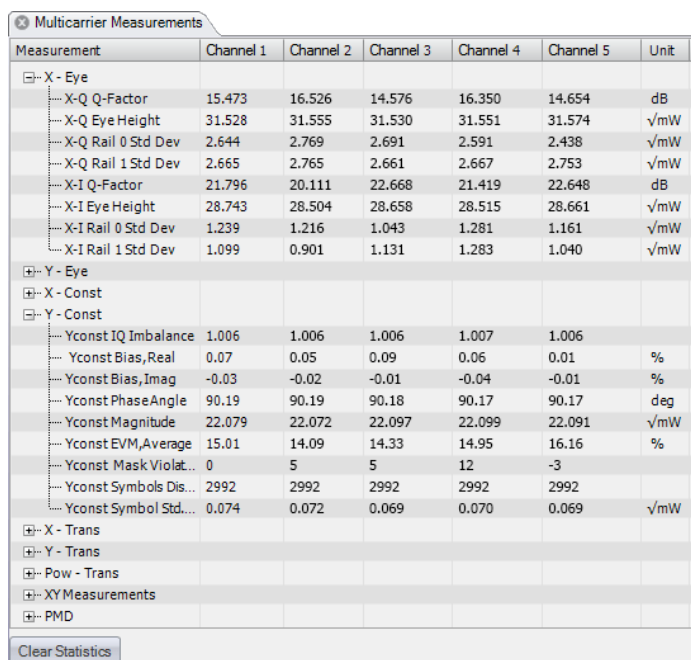 Multicarrier Measurements
Measurement Channel 1 Channel 2 Channel 3 Channel 4 Channel 5 Unit
X - Eye
X-Q Q-Factor 15.473 16.526 14.576 16.350 14.654 dB
X-Q Eye Height 31.528 31.555 31.530 31.551 31.574 √mW
X-Q Rail 0 Std Dev 2.644 2.769 2.691 2.591 2.438 √mW
X-Q Rail 1 Std Dev 2.665 2.765 2.661 2.667 2.753 √mW
X-I Q-Factor 21.796 20.111 22.668 21.419 22.648 dB
X-I Eye Height 28.743 28.504 28.658 28.515 28.661 √mW
X-I Rail 0 Std Dev 1.239 1.216 1.043 1.281 1.161 √mW
X-I Rail 1 Std Dev 1.099 0.901 1.131 1.283 1.040 √mW
Y - Eye
X - Const
Y - Const
Yconst IQ Imbalance 1.006 1.006 1.006 1.007 1.006
Yconst Bias,Real 0.07 0.05 0.09 0.06 0.01 %
Yconst Bias,Imag -0.03 -0.02 -0.01 -0.04 -0.01 %
Yconst PhaseAngle 90.19 90.19 90.18 90.17 90.17 deg
Yconst Magnitude 22.079 22.072 22.097 22.099 22.091 √mW
Yconst EVM,Average 15.01 14.09 14.33 14.95 16.16 %
Yconst Mask Violat... 0 5 5 12 -3
Yconst Symbols Dis... 2992 2992 2992 2992 2992
Yconst Symbol Std.... 0.074 0.072 0.069 0.070 0.069 √mW
X - Trans
Y - Trans
Pow - Trans
XY Measurements
PMD
Clear Statistics